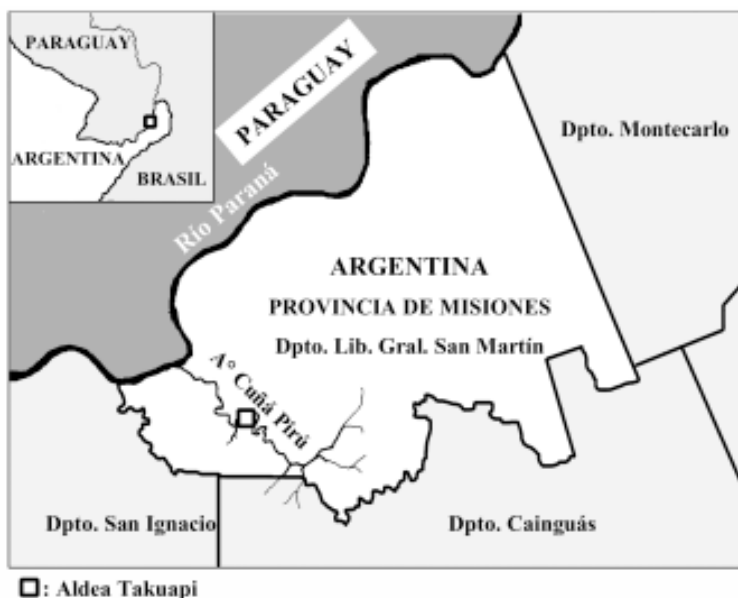 PARAGUAY
ARGENTINA
BRASIL
PARAGUAY
Río Paraná
Dpto. Montecarlo
ARGENTINA
PROVINCIA DE MISIONES
Dpto. Lib. Gral. San Martín
A° Cuñá Pirú
Dpto. San Ignacio
Dpto. Cainguás
: Aldea Takuapi